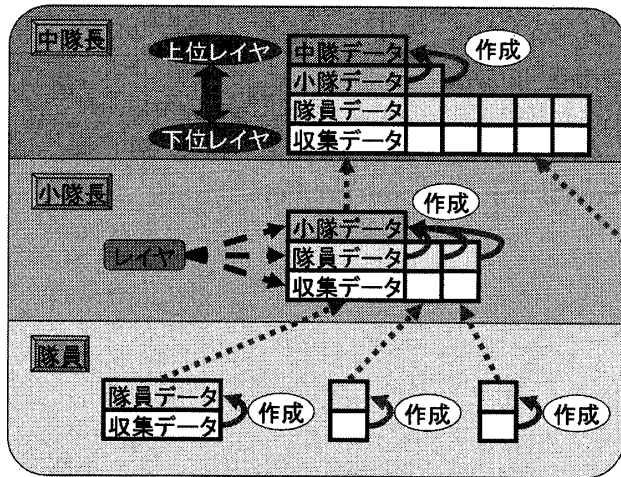 中隊長
上位レイヤ
中隊データ
作成
小隊データ
隊員データ
下位レイヤ
収集データ
小隊長
作成
小隊データ
レイヤ
隊員データ
収集データ
隊員
隊員データ
収集データ
作成
作成
作成